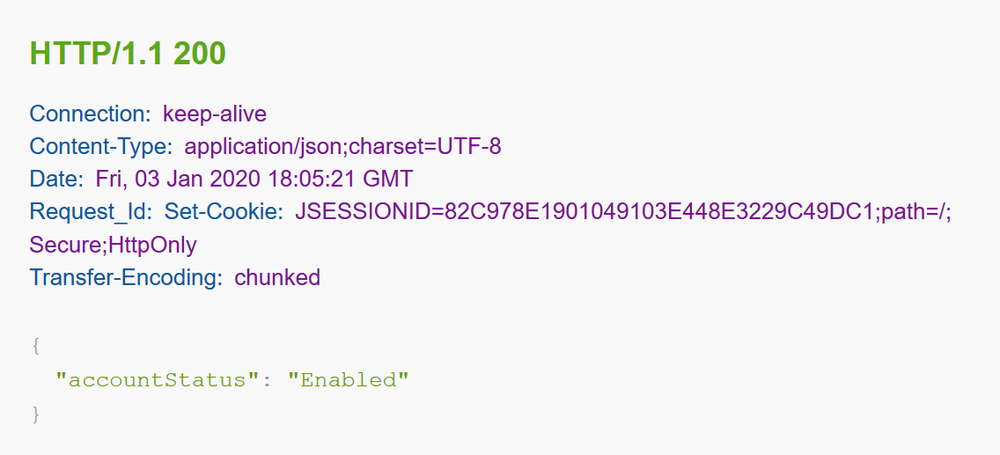 HTTP/1.1 200
Connection: keep-alive
Content-Type: application/json;charset=UTF-8
Date: Fri, 03 Jan 2020 18:05:21 GMT
Request_Id: Set-Cookie: JSESSIONID=82C978E1901049103E448E3229C49DC1;path=/;
Secure;HttpOnly
Transfer-Encoding: chunked
{
"accountStatus": "Enabled"
}